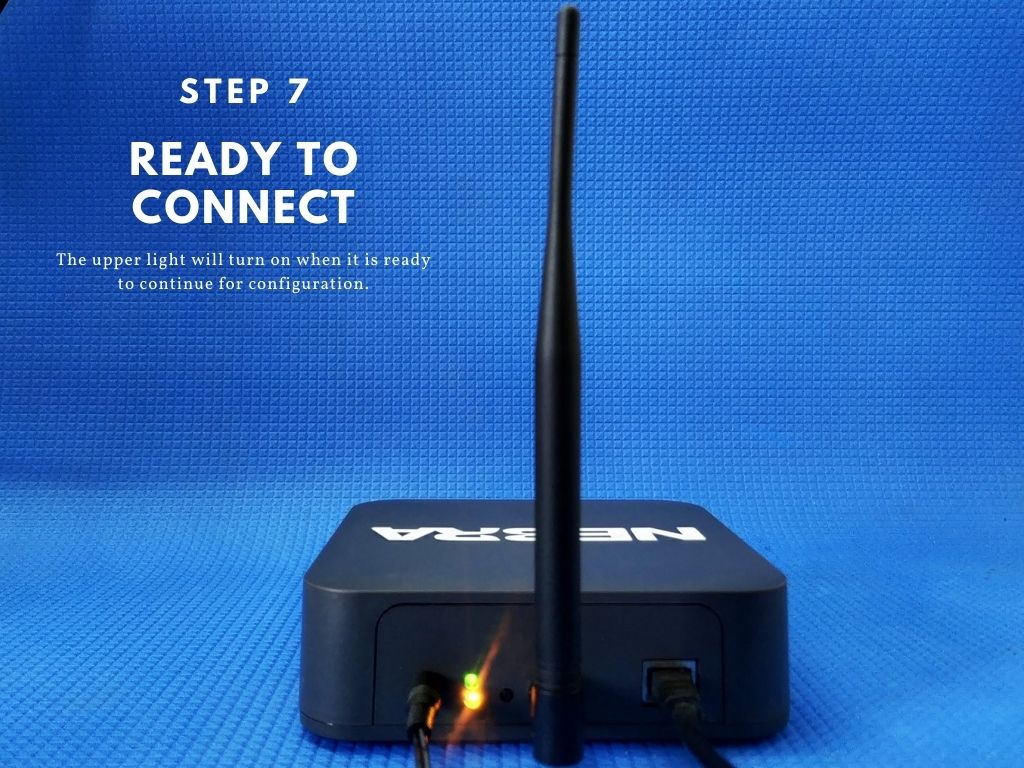 STEP 7
READY TO
CONNECT
The upper light will turn on when it is ready
to continue for configuration.
NEBRA